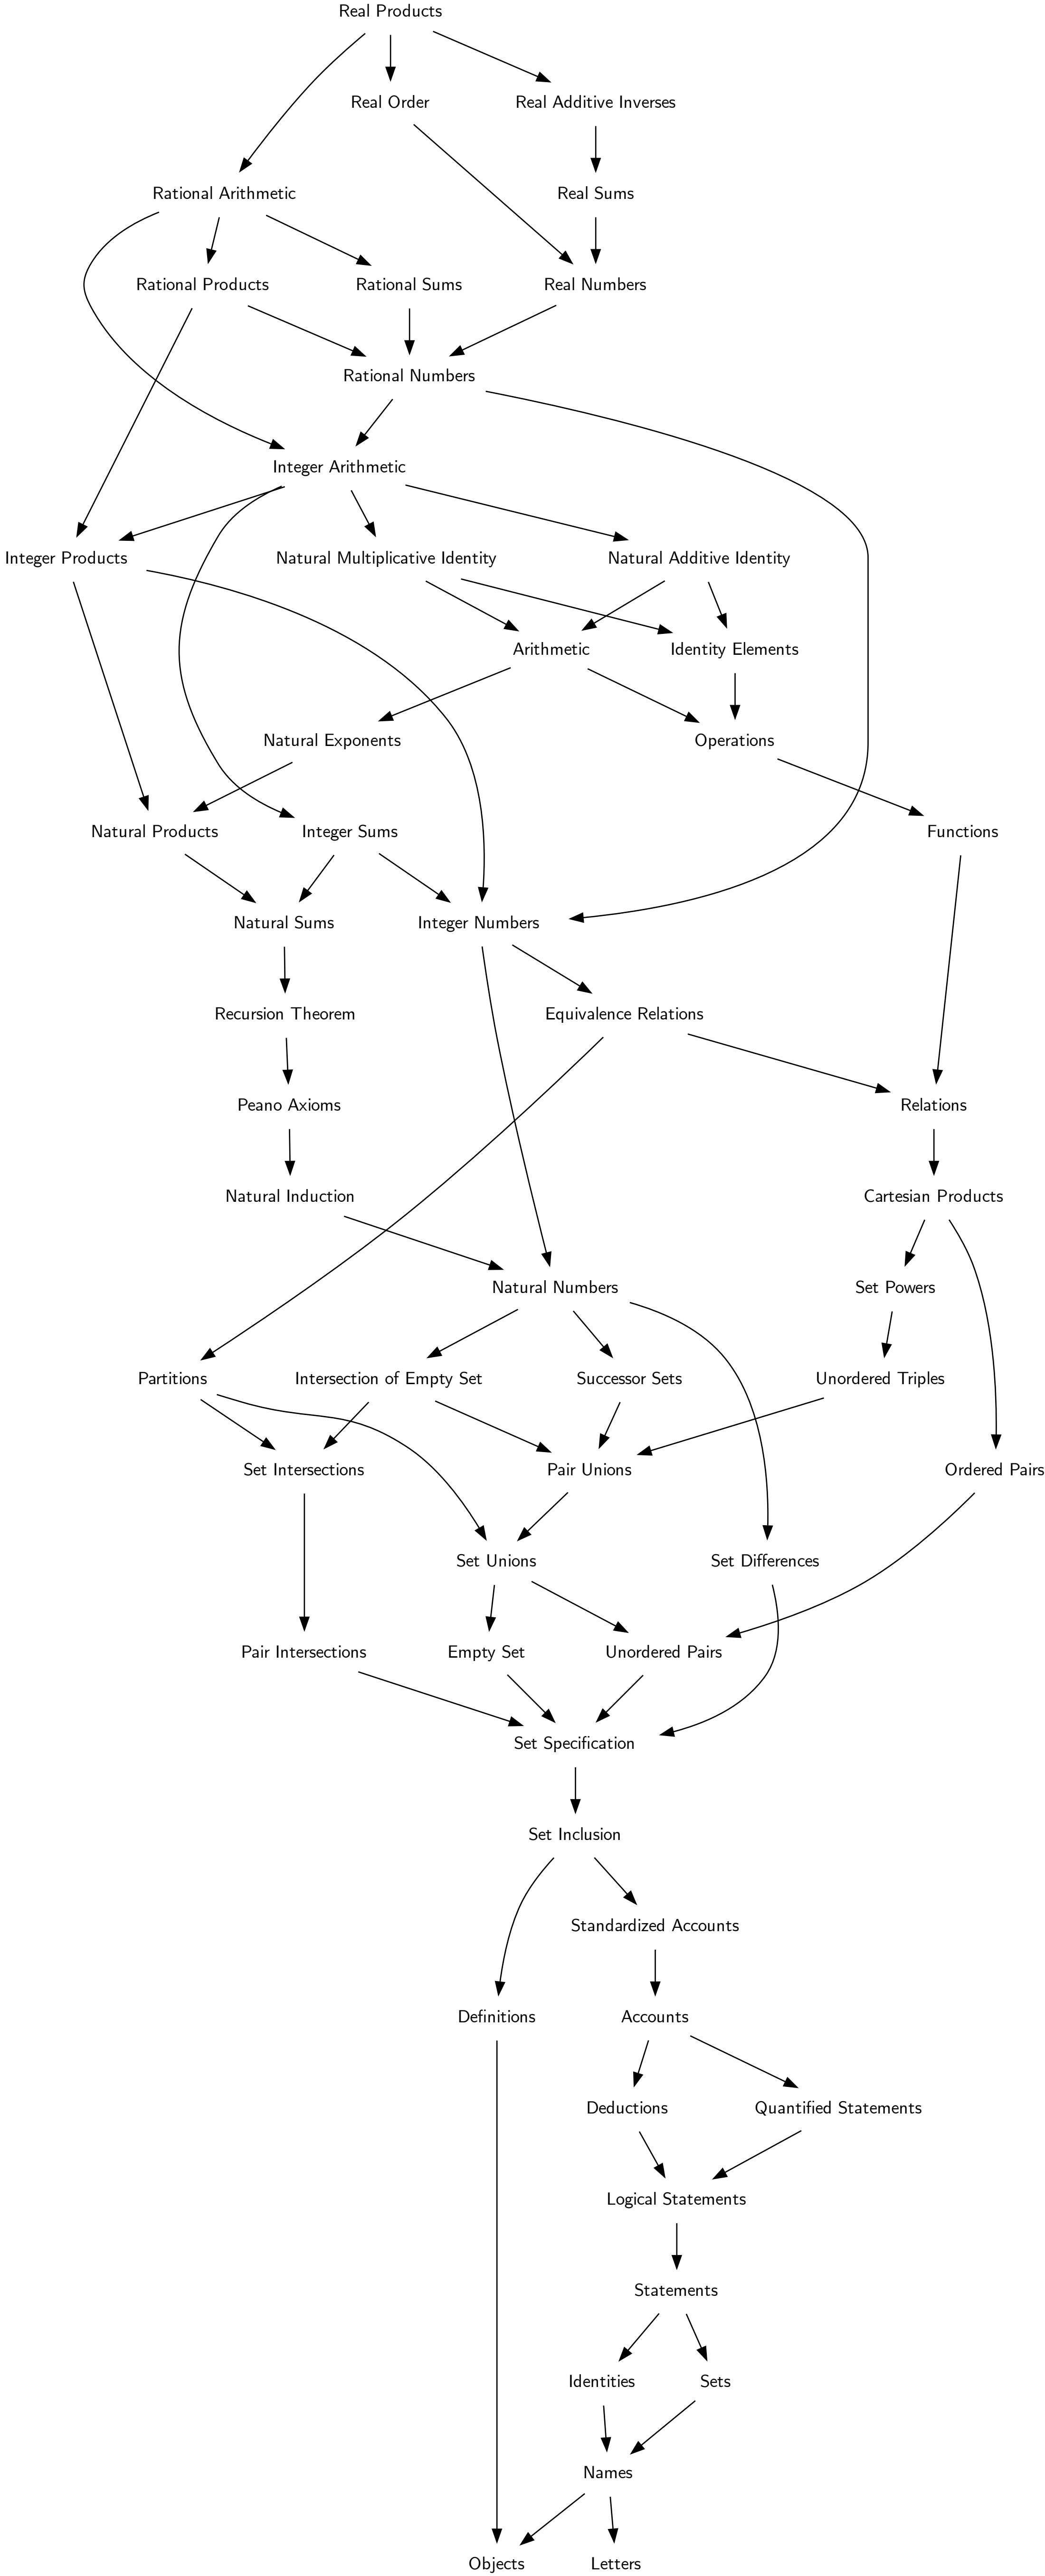 Real Products
Real Order
Real Additive Inverses
Rational Arithmetic
Real Sums
Rational Products
Rational Sums
Real Numbers
Rational Numbers
Integer Arithmetic
Integer Products
Natural Multiplicative Identity
Natural Additive Identity
Arithmetic
Identity Elements
Natural Exponents
Operations
Natural Products
Integer Sums
Functions
Natural Sums
Integer Numbers
Recursion Theorem
Equivalence Relations
Peano Axioms
Relations
Natural Induction
Cartesian Products
Natural Numbers
Set Powers
Partitions
Intersection of Empty Set
Successor Sets
Unordered Triples
Set Intersections
Pair Unions
Ordered Pairs
Set Unions
Set Differences
Pair Intersections
Empty Set
Unordered Pairs
Set Specification
Set Inclusion
Standardized Accounts
Definitions
Accounts
Deductions
Quantified Statements
Logical Statements
Statements
Identities
Sets
Names
Objects
Letters